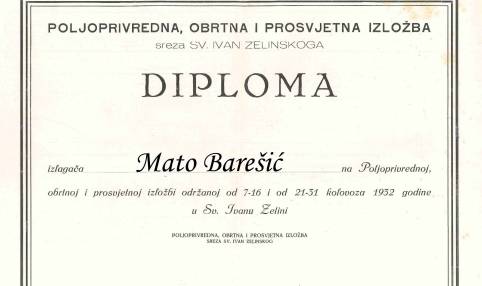 POLJOPRIVREDNA, OBRTNA I PROSVJETNA IZLOŽBA
sreza SV. IVAN ZELINSKOGA
DIPLOMA
izlagača Mato Barešić na Poljoprivrednoj,
obrtnoj i prosvjetnoj izložbi održanoj od 7-16 i od 21-31 kolovoza 1932 godine
u Sv. Ivanu Zelini
POLJOPRIVREDNA, OBRTNA I PROSVJETNA IZLOŽBA
SREZA SV. IVAN ZELINSKOG